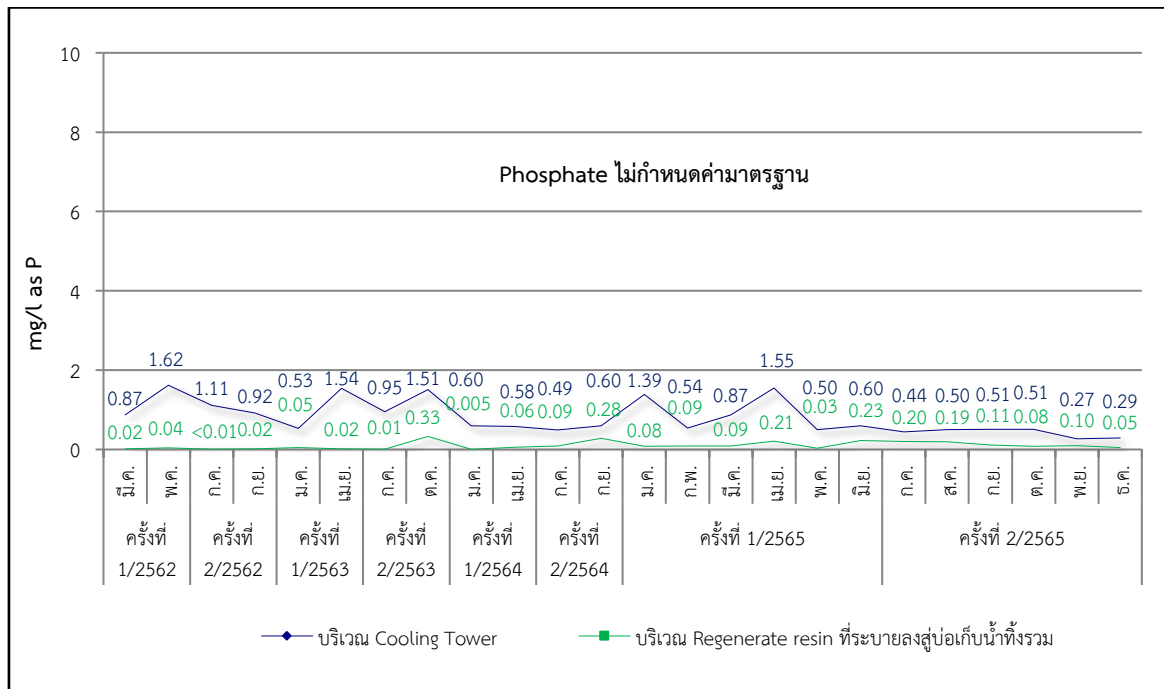 10
8
6
4
2
0
mg/l as P
Phosphate ไม่กำหนดค่ามาตรฐาน
0.87 1.62 1.11 0.92 0.53 1.54 0.95 1.51 0.60 0.58 0.49 0.60 1.39 0.54 0.87 1.55 0.50 0.60 0.44 0.50 0.51 0.51 0.27 0.29
0.02 0.04 <0.01 0.02 0.05 0.02 0.01 0.33 0.005 0.06 0.09 0.28 0.08 0.09 0.09 0.21 0.03 0.23 0.20 0.19 0.11 0.08 0.10 0.05
มี.ค. พ.ค. ก.ค. ก.ย. ม.ค. เม.ย. ก.ค. ต.ค. ม.ค. เม.ย. ก.ค. ก.ย. ม.ค. ก.พ. มี.ค. เม.ย. พ.ค. มิ.ย. ก.ค. ส.ค. ก.ย. ต.ค. พ.ย. ธ.ค.
ครั้งที่ 1/2562
ครั้งที่ 2/2562
ครั้งที่ 1/2563
ครั้งที่ 2/2563
ครั้งที่ 1/2564
ครั้งที่ 2/2564
ครั้งที่ 1/2565
ครั้งที่ 2/2565
บริเวณ Cooling Tower
บริเวณ Regenerate resin ที่ระบายลงสู่บ่อเก็บน้ำทิ้งรวม